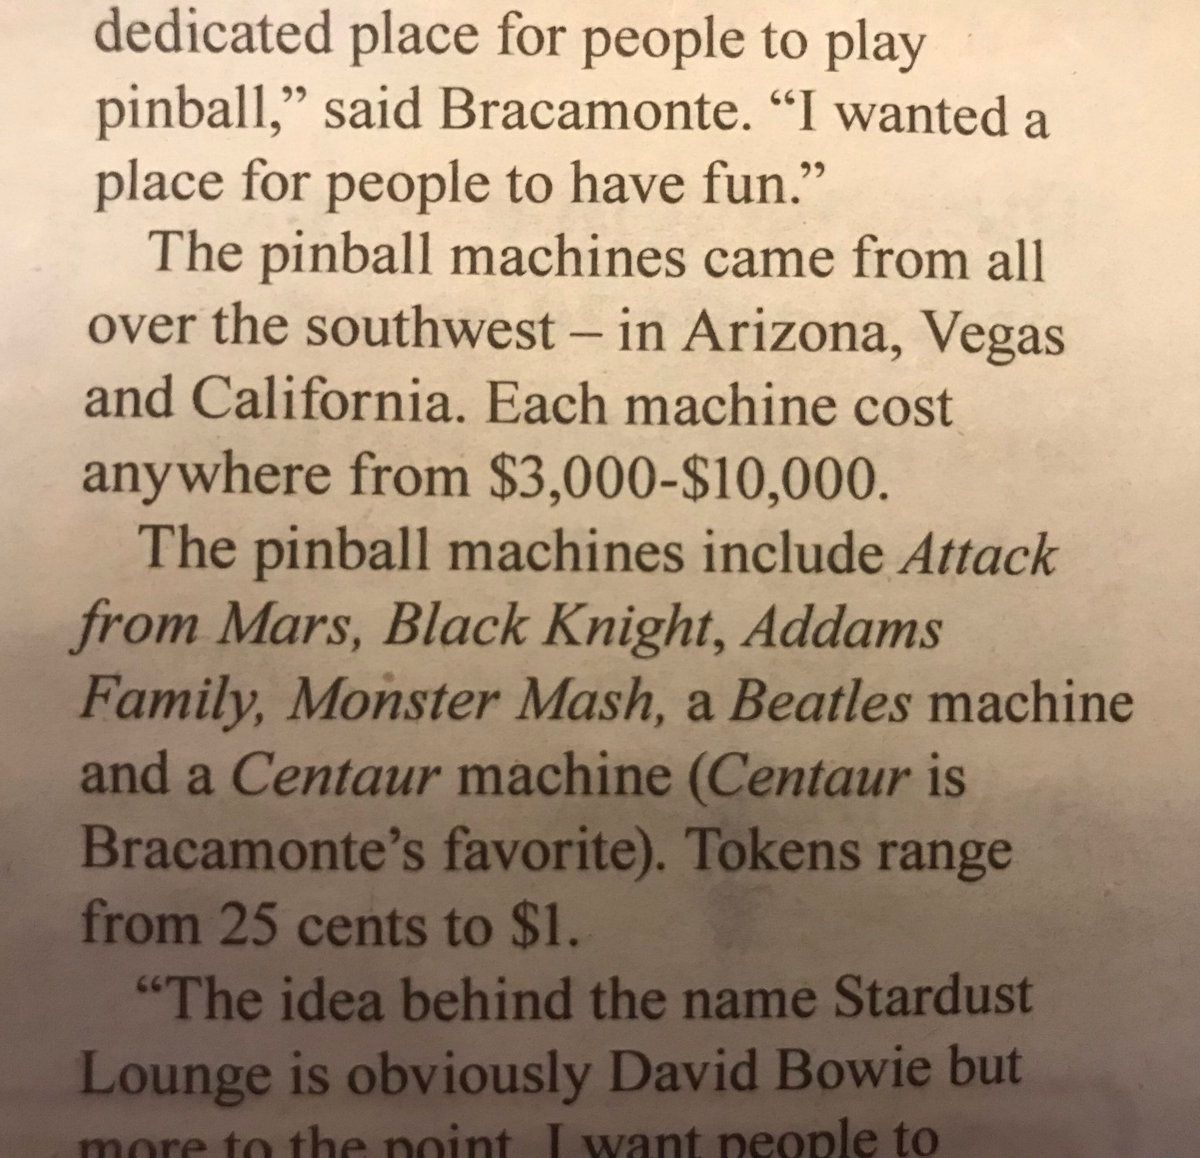 dedicated place for people to play
pinball,” said Bracamonte. “I wanted a
place for people to have fun.”
The pinball machines came from all
over the southwest – in Arizona, Vegas
and California. Each machine cost
anywhere from $3,000-$10,000.
The pinball machines include Attack
from Mars, Black Knight, Addams
Family, Monster Mash, a Beatles machine
and a Centaur machine (Centaur is
Bracamonte’s favorite). Tokens range
from 25 cents to $1.
“The idea behind the name Stardust
Lounge is obviously David Bowie but
more to the point, I want people to